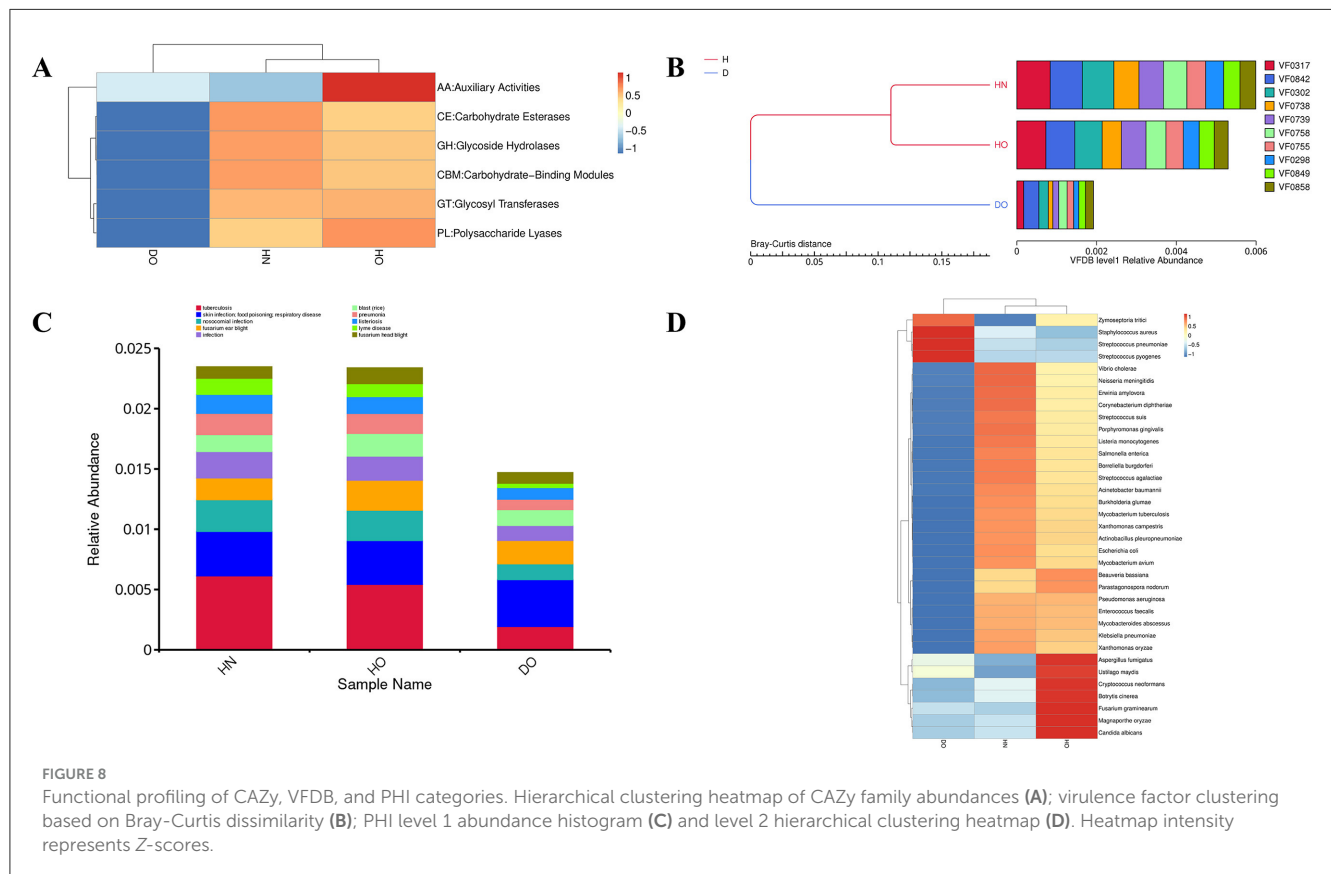 A
1
0.5
0
−0.5
−1
AA:Auxiliary Activities
CE:Carbohydrate Esterases
GH:Glycoside Hydrolases
CBM:Carbohydrate−Binding Modules
GT:Glycosyl Transferases
PL:Polysaccharide Lyases
DO
HN
HO
B
H
D
HN
HO
DO
Bray-Curtis distance
0
0.05
0.1
0.15
0
0.002
0.004
0.006
VFDB level1 Relative Abundance
VF0317
VF0842
VF0302
VF0738
VF0739
VF0758
VF0755
VF0298
VF0849
VF0858
C
tuberculosis
skin infection; food poisoning; respiratory disease
nosocomial infection
fusarium ear blight
infection
blast (rice)
pneumonia
listeriosis
lyme disease
fusarium head blight
0.025
0.02
0.015
0.01
0.005
0
Relative Abundance
HN
HO
DO
Sample Name
D
1
0.5
0
−0.5
−1
Zymoseptoria tritici
Staphylococcus aureus
Streptococcus pneumoniae
Streptococcus pyogenes
Vibrio cholerae
Neisseria meningitidis
Erwinia amylovora
Corynebacterium diphtheriae
Streptococcus suis
Porphyromonas gingivalis
Listeria monocytogenes
Salmonella enterica
Borreliella burgdorferi
Streptococcus agalactiae
Acinetobacter baumannii
Burkholderia glumae
Mycobacterium tuberculosis
Xanthomonas campestris
Actinobacillus pleuropneumoniae
Escherichia coli
Mycobacterium avium
Beauveria bassiana
Parastagonospora nodorum
Pseudomonas aeruginosa
Enterococcus faecalis
Mycobacteroides abscessus
Klebsiella pneumoniae
Xanthomonas oryzae
Aspergillus fumigatus
Ustilago maydis
Cryptococcus neoformans
Botrytis cinerea
Fusarium graminearum
Magnaporthe oryzae
Candida albicans
DO
HN
HO
FIGURE 8
Functional profiling of CAZy, VFDB, and PHI categories. Hierarchical clustering heatmap of CAZy family abundances (A); virulence factor clustering
based on Bray-Curtis dissimilarity (B); PHI level 1 abundance histogram (C) and level 2 hierarchical clustering heatmap (D). Heatmap intensity
represents Z-scores.